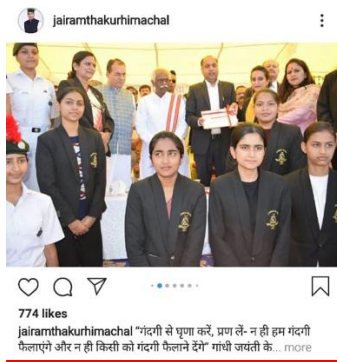 jairamthakurhimachal
774 likes
jairamthakurhimachal “गंदगी से घृणा करें, प्रण लें- न ही हम गंदगी
फैलाएंगे और न ही किसी को गंदगी फैलाने देंगे” गांधी जयंती के... more